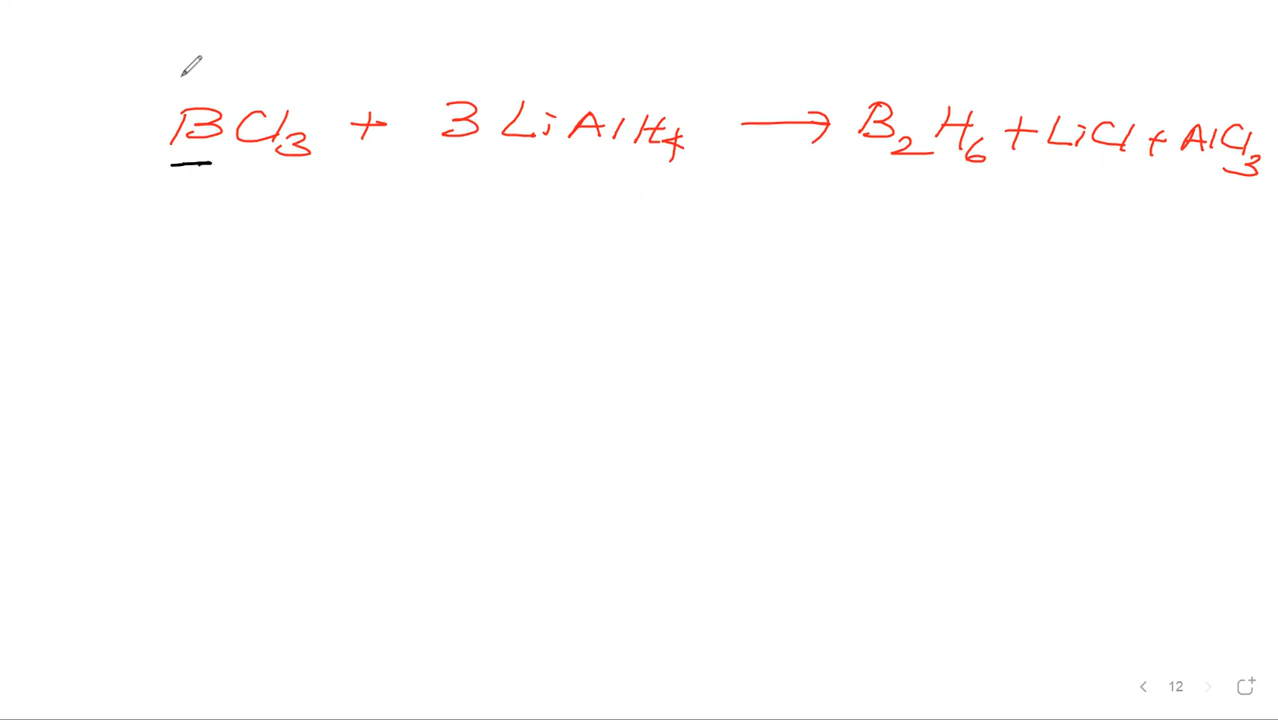 BCl₃ + 3 LiAlH₄ → B₂H₆ + LiCl + AlCl₃
12